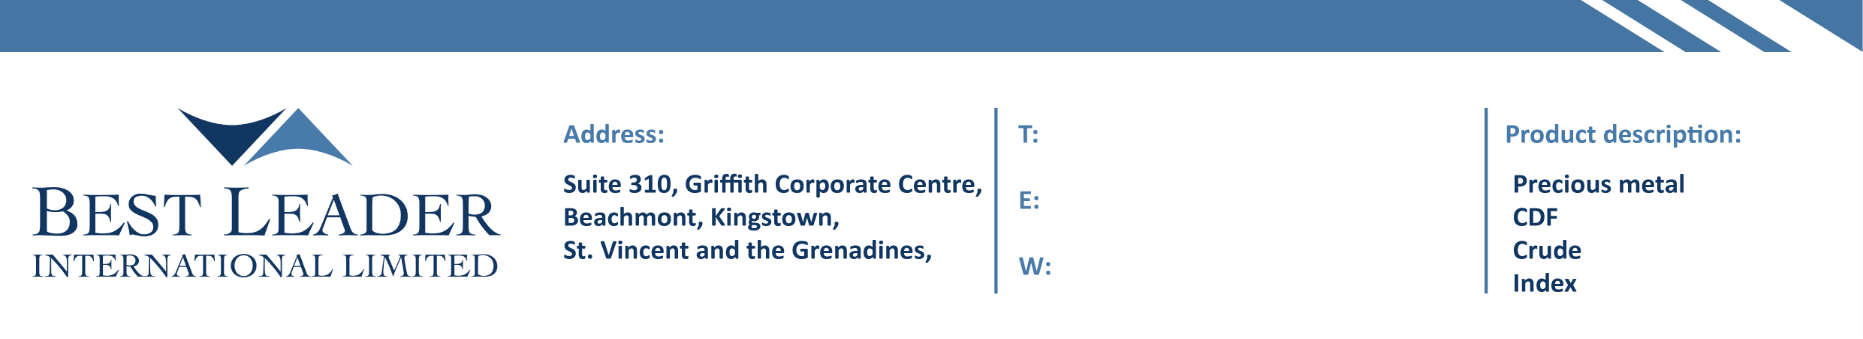 BEST LEADER
INTERNATIONAL LIMITED
Address:
Suite 310, Griffith Corporate Centre,
Beachmont, Kingstown,
St. Vincent and the Grenadines,
T:
E:
W:
Product description:
Precious metal
CDF
Crude
Index